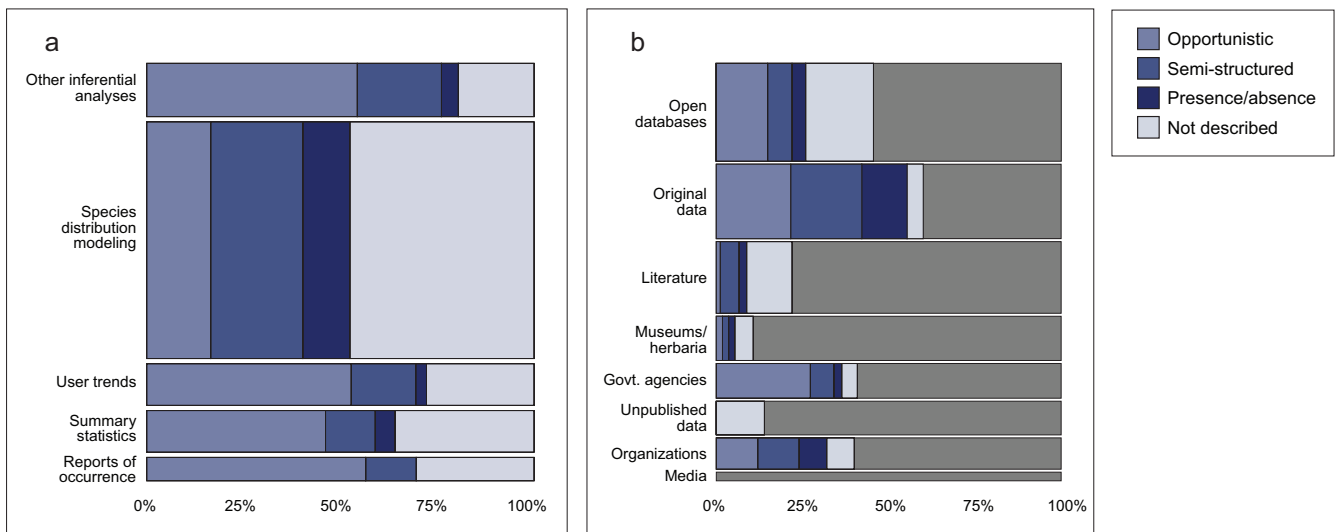 a
Other inferential
analyses
Species
distribution
modeling
User trends
Summary
statistics
Reports of
occurrence
0% 25% 50% 75% 100%
b
Open
databases
Original
data
Literature
Museums/
herbaria
Govt. agencies
Unpublished
data
Organizations
Media
0% 25% 50% 75% 100%
Opportunistic
Semi-structured
Presence/absence
Not described